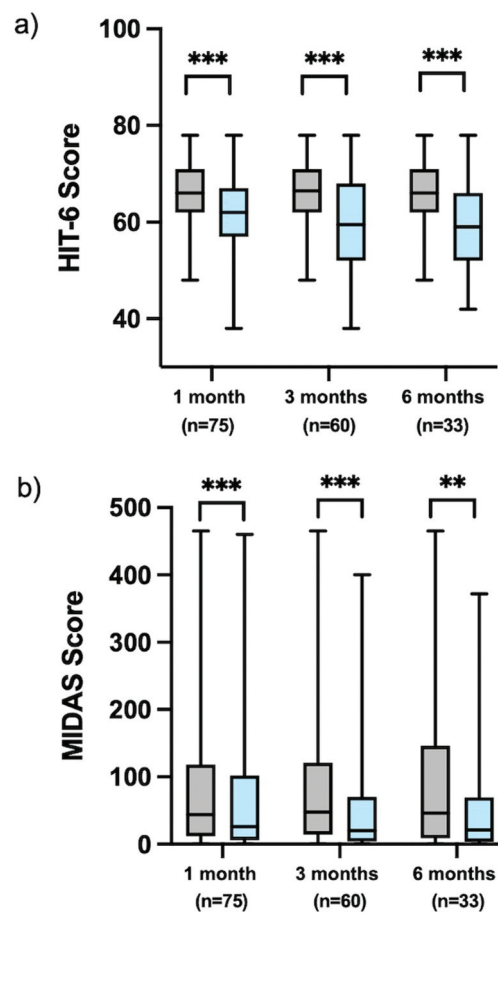 a)
100
80
60
40
HIT-6 Score
*** *** ***
1 month 3 months 6 months
(n=75) (n=60) (n=33)
b)
500
400
300
200
100
0
MIDAS Score
*** *** **
1 month 3 months 6 months
(n=75) (n=60) (n=33)